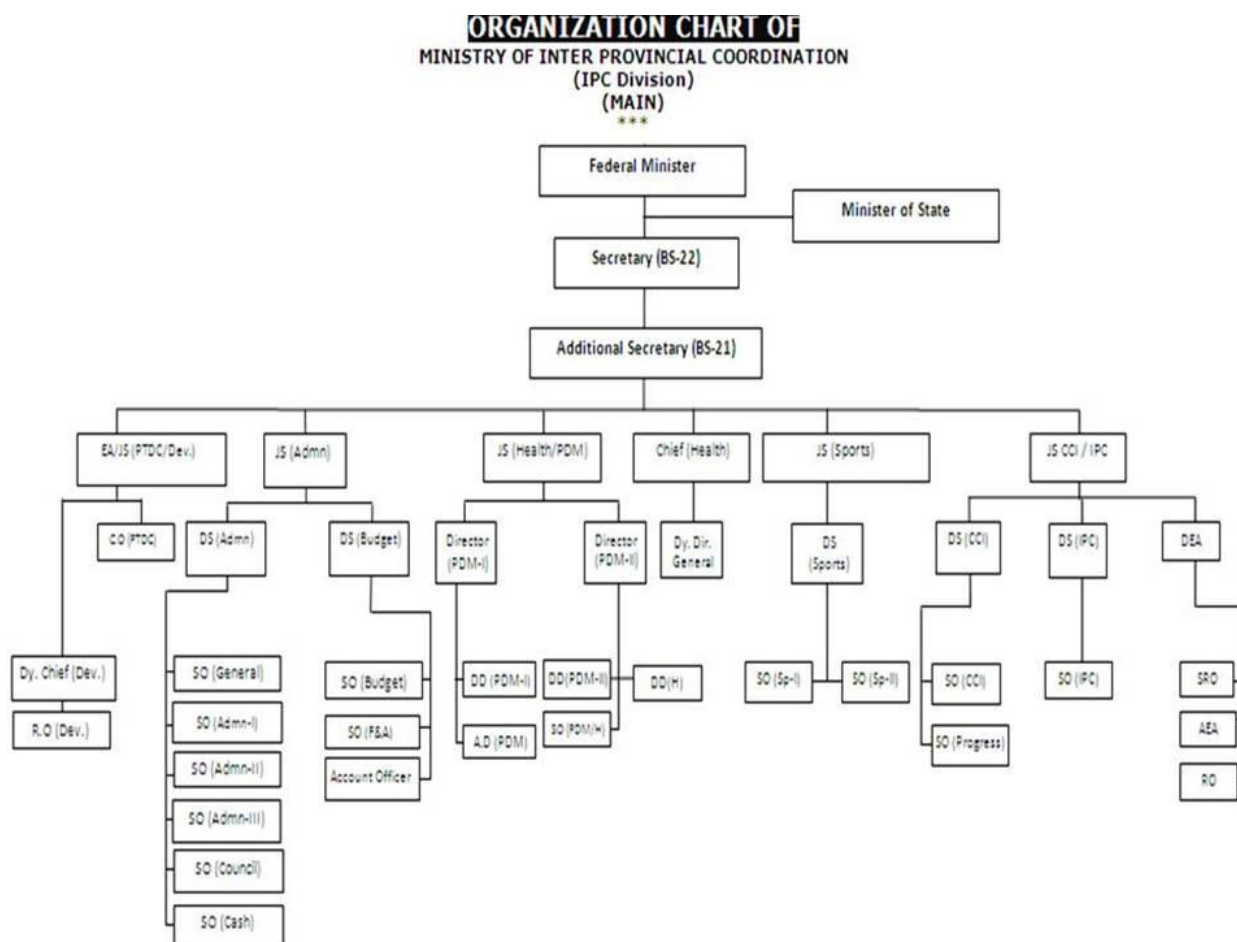 ORGANIZATION CHART OF
MINISTRY OF INTER PROVINCIAL COORDINATION
(IPC Division)
(MAIN)
***
Federal Minister
Minister of State
Secretary (BS-22)
Additional Secretary (BS-21)
EA/JS (PTDC/Dev.)
JS (Admn)
JS (Health/PDM)
Chief (Health)
JS (Sports)
JS CCI / IPC
C.O (PTDC)
DS (Admn)
DS (Budget)
Director
(PDM-I)
Director
(PDM-II)
Dy. Dir.
General
DS
(Sports)
DS (CCI)
DS (IPC)
DEA
Dy. Chief (Dev.)
SO (General)
SO (Budget)
DD (PDM-I)
DD(PDM-II)
DD(H)
SO (Sp-I)
SO (Sp-II)
SO (CCI)
SO (IPC)
SRO
R.O (Dev.)
SO (Admn-I)
SO (F&A)
A.D (PDM)
SO (PDM/H)
SO (Progress)
AEA
SO (Admn-II)
Account Officer
RO
SO (Admn-III)
SO (Council)
SO (Cash)